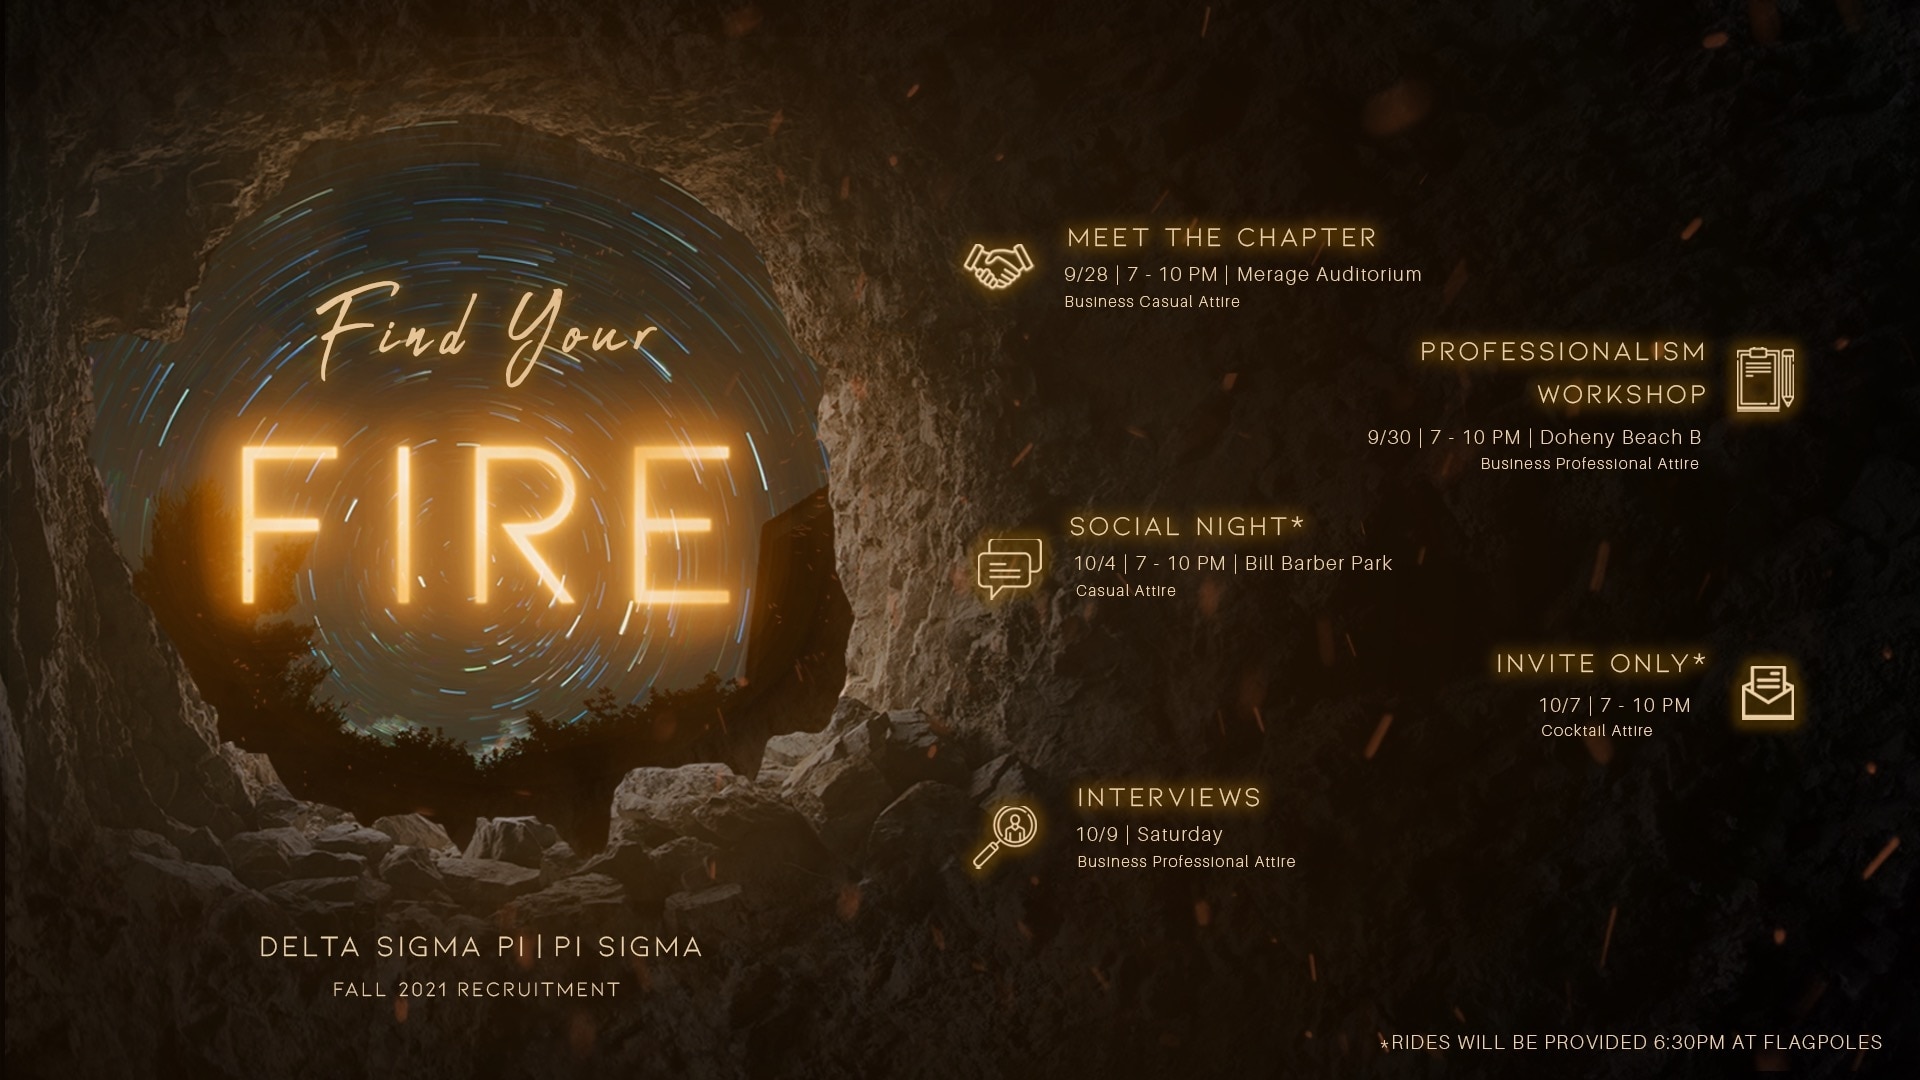 Find Your
FIRE
DELTA SIGMA PI | PI SIGMA
FALL 2021 RECRUITMENT
MEET THE CHAPTER
9/28 | 7 - 10 PM | Merage Auditorium
Business Casual Attire
PROFESSIONALISM
WORKSHOP
9/30 | 7 - 10 PM | Doheny Beach B
Business Professional Attire
SOCIAL NIGHT*
10/4 | 7 - 10 PM | Bill Barber Park
Casual Attire
INVITE ONLY*
10/7 | 7 - 10 PM
Cocktail Attire
INTERVIEWS
10/9 | Saturday
Business Professional Attire
*RIDES WILL BE PROVIDED 6:30PM AT FLAGPOLES